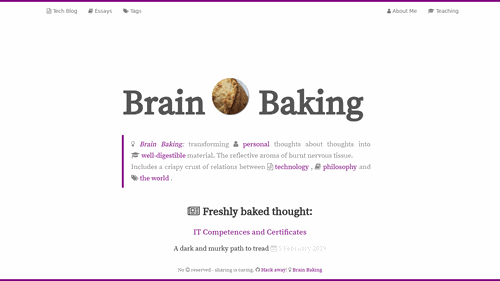 Tech Blog Essays Tags About Me Teaching
Brain Baking
Brain Baking: transforming personal thoughts about thoughts into
well-digestible material. The reflective aroma of burnt nervous tissue.
Includes a crispy crust of relations between technology , philosophy and
the world .
Freshly baked thought:
IT Competences and Certificates
A dark and murky path to tread 5 February 2019
No © reserved - sharing is caring. Hack away! Brain Baking